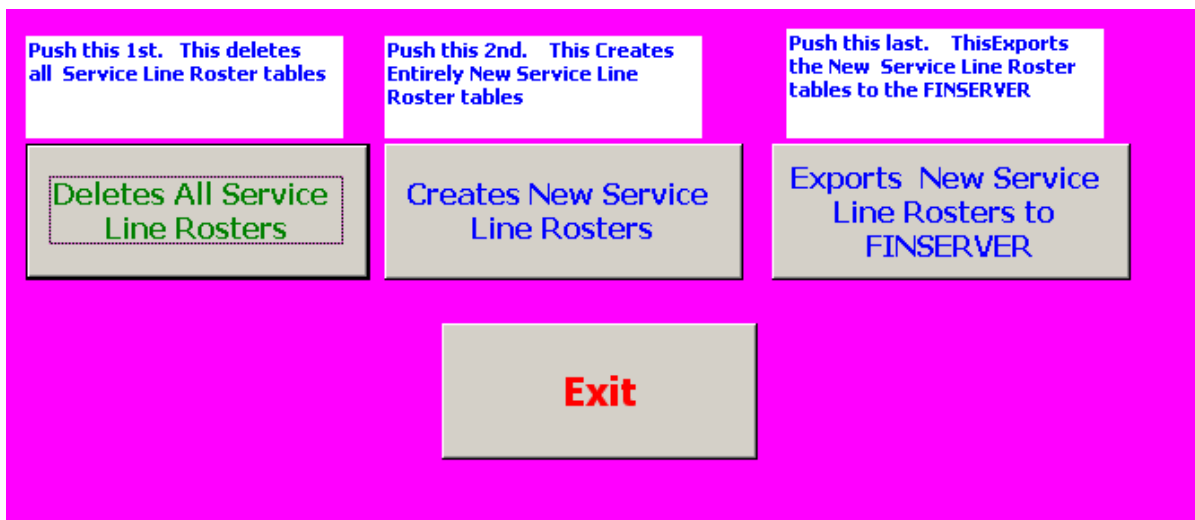 Push this 1st. This deletes
all Service Line Roster tables
Push this 2nd. This Creates
Entirely New Service Line
Roster tables
Push this last. ThisExports
the New Service Line Roster
tables to the FINSERVER
Deletes All Service
Line Rosters
Creates New Service
Line Rosters
Exports New Service
Line Rosters to
FINSERVER
Exit